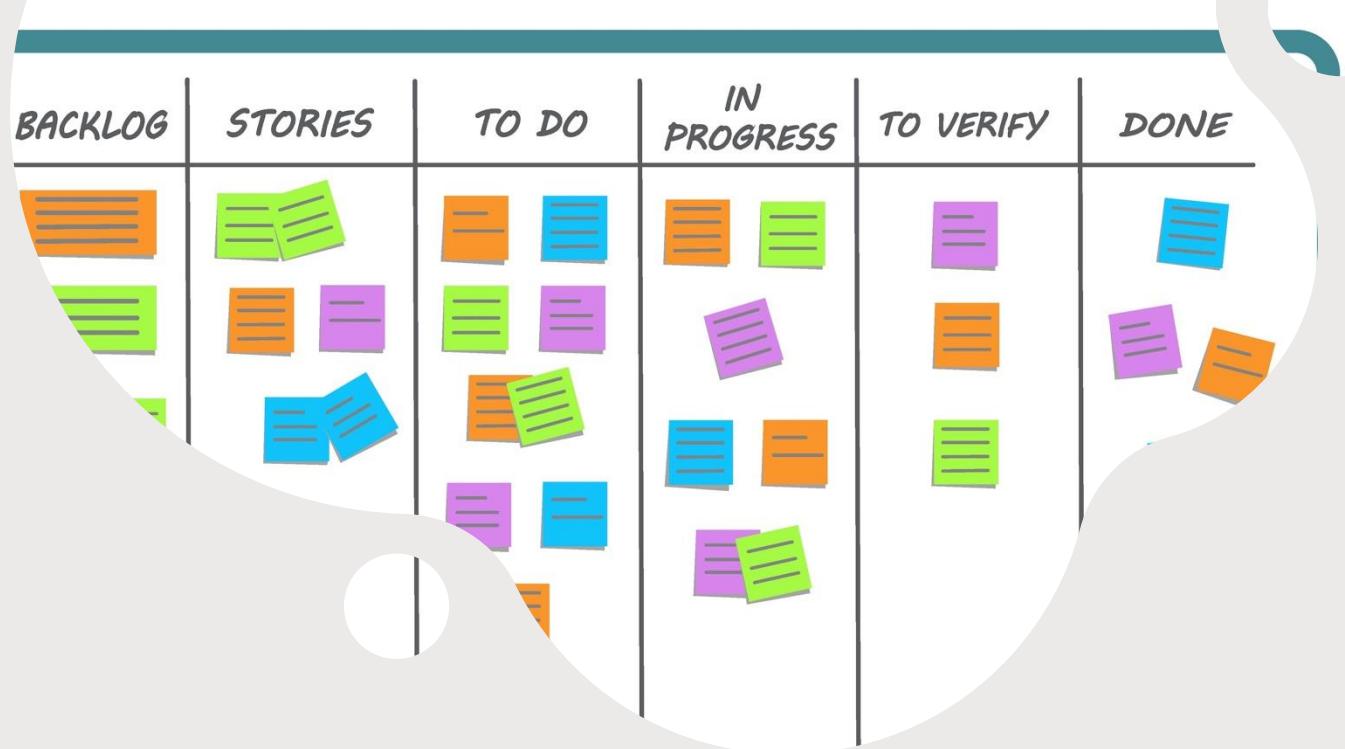 BACKLOG
STORIES
TO DO
IN
PROGRESS
TO VERIFY
DONE